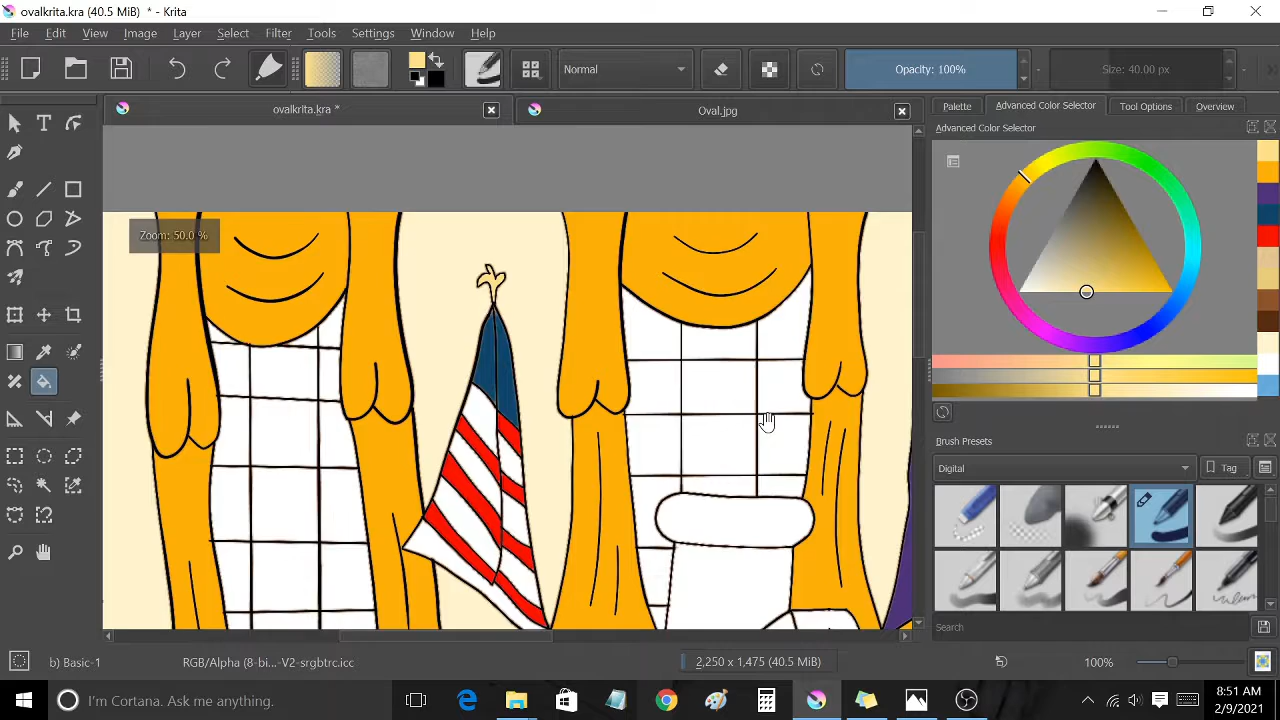 ovalkrita.kra (40.5 MiB) * - Krita
File Edit View Image Layer Select Filter Tools Settings Window Help
Normal
Opacity: 100%
Size: 40.00 px
ovalkrita.kra *
Oval.jpg
Palette Advanced Color Selector Tool Options Overview
Advanced Color Selector
Zoom: 50.0 %
Brush Presets
Digital
Tag
Search
b) Basic-1
RGB/Alpha (8-bi...-V2-srgbtrc.icc
2,250 x 1,475 (40.5 MiB)
100%
I'm Cortana. Ask me anything.
8:51 AM
2/9/2021